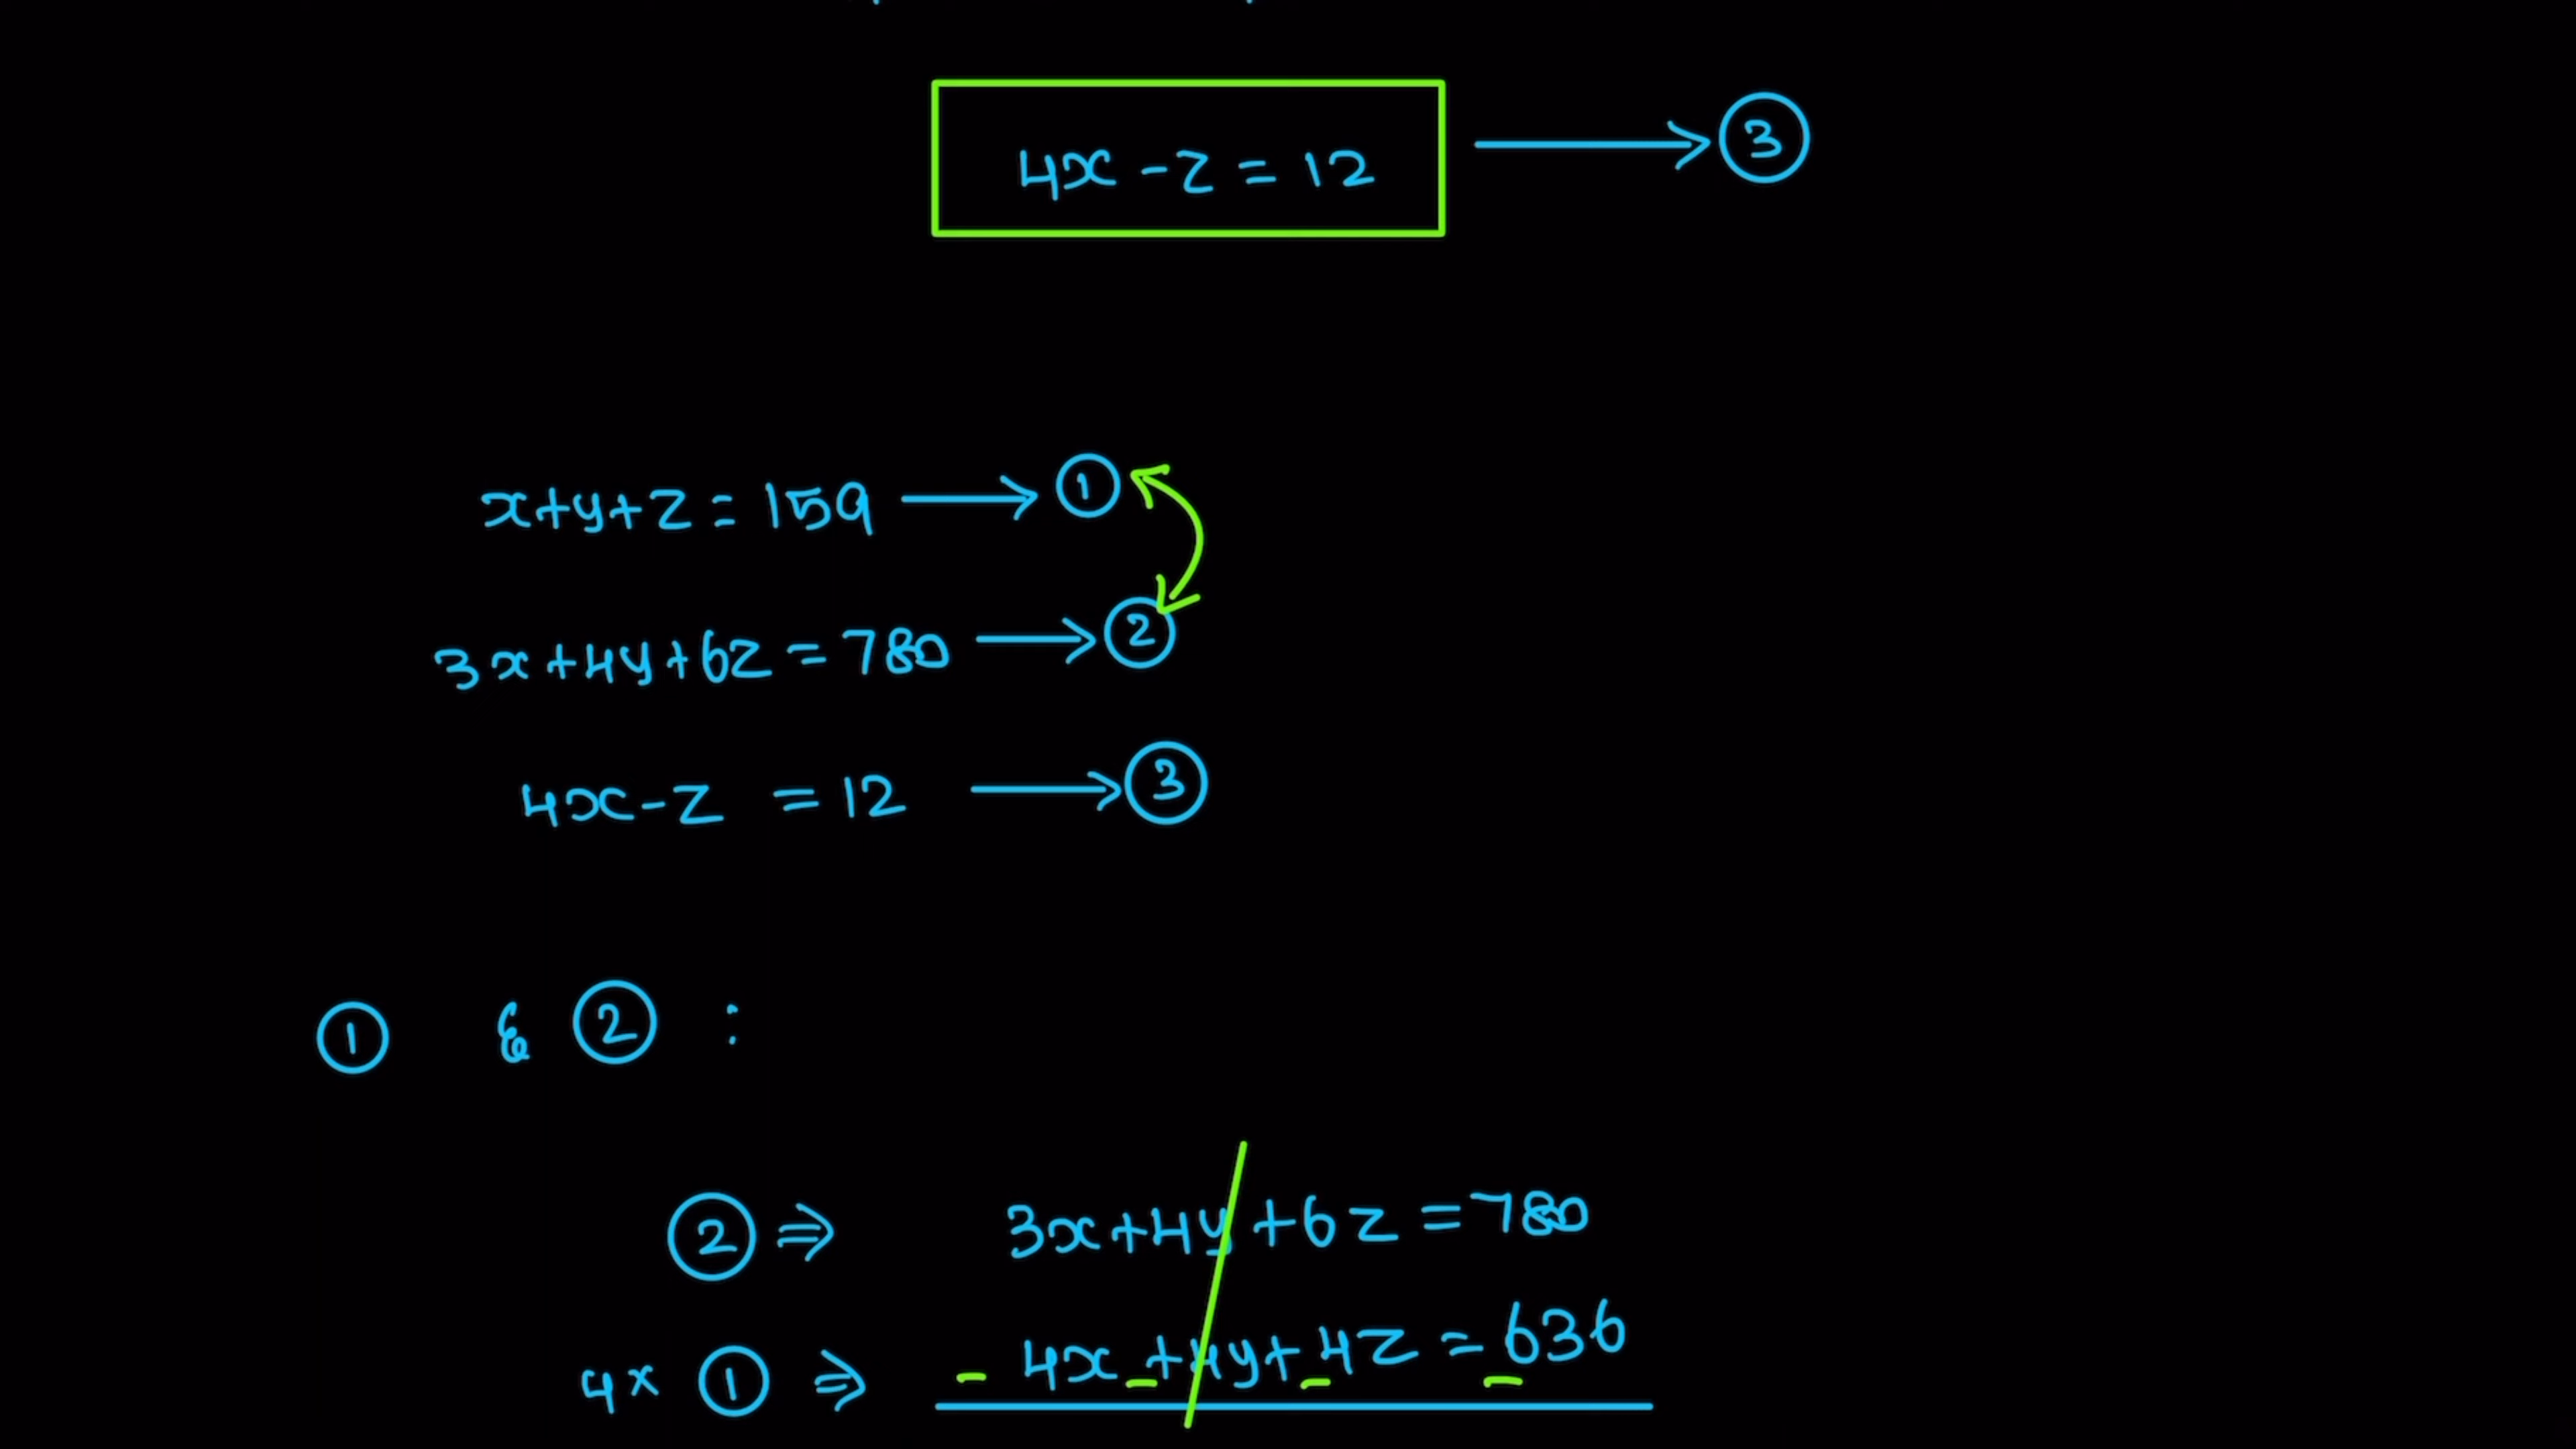 4x - z = 12 ⟶ ③
x+y+z = 159 ⟶ ①
3x+4y+6z = 780 ⟶ ②
4x-z = 12 ⟶ ③
① & ② :
② ⇒ 3x+4y+6z = 780
4x ① ⇒ - 4x +4y+4z = 636
- - -